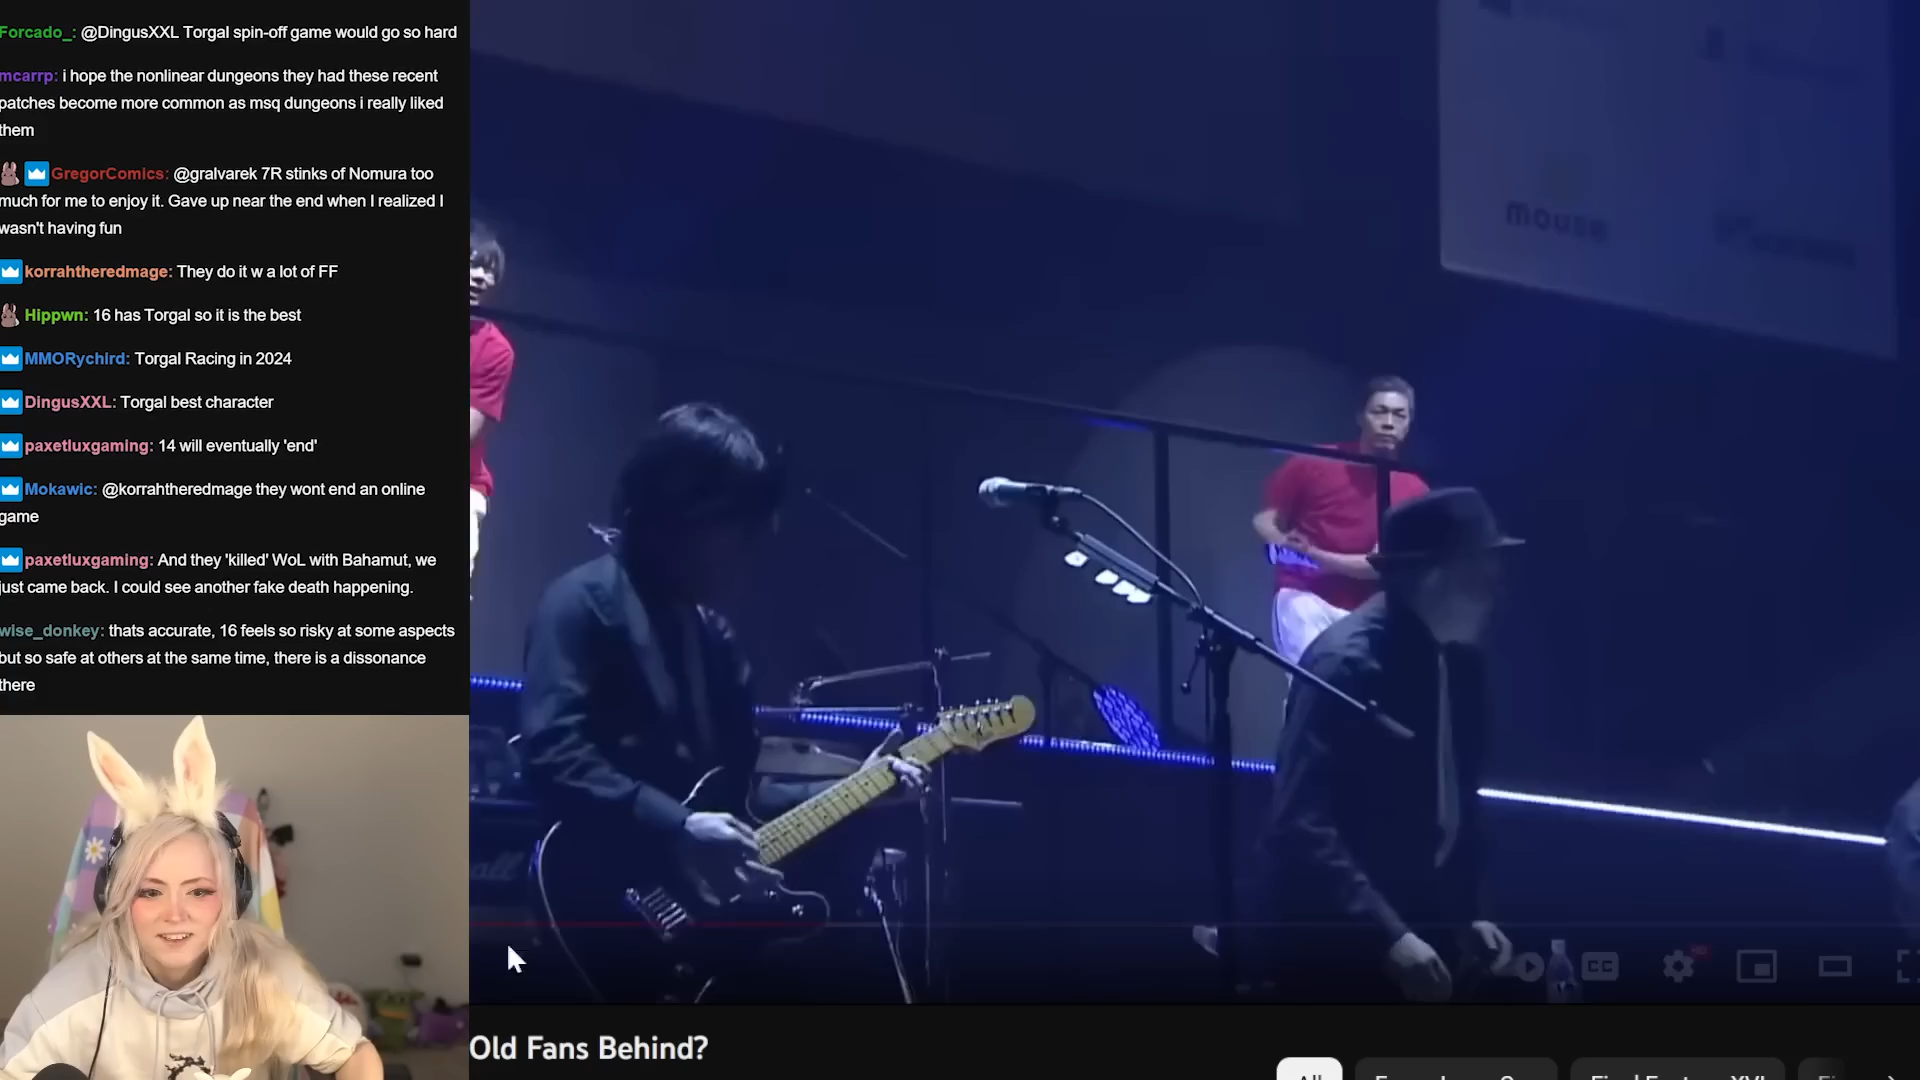 Forcado_: @DingusXXL Torgal spin-off game would go so hard
mcarrp: i hope the nonlinear dungeons they had these recent
patches become more common as msq dungeons i really liked
them
GregorComics: @gralvarek 7R stinks of Nomura too
much for me to enjoy it. Gave up near the end when I realized I
wasn't having fun
korrahtheredmage: They do it w a lot of FF
Hippwn: 16 has Torgal so it is the best
MMORychird: Torgal Racing in 2024
DingusXXL: Torgal best character
paxetluxgaming: 14 will eventually 'end'
Mokawic: @korrahtheredmage they wont end an online
game
paxetluxgaming: And they 'killed' WoL with Bahamut, we
just came back. I could see another fake death happening.
wise_donkey: thats accurate, 16 feels so risky at some aspects
but so safe at others at the same time, there is a dissonance
there
mouse
CC
Old Fans Behind?
All